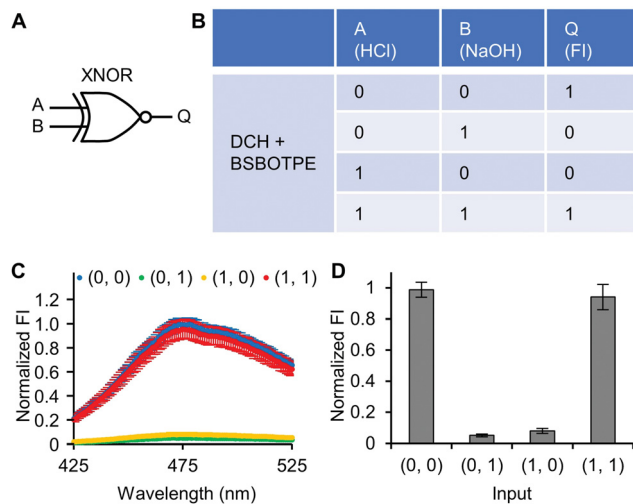 A
XNOR
A
B
Q
B
A (HCl) B (NaOH) Q (FI)
DCH + BSBOTPE
0 0 1
0 1 0
1 0 0
1 1 1
C
(0, 0) (0, 1) (1, 0) (1, 1)
Normalized FI
1.2
1.0
0.8
0.6
0.4
0.2
0
425 475 525
Wavelength (nm)
D
Normalized FI
1
0.8
0.6
0.4
0.2
0
(0, 0) (0, 1) (1, 0) (1, 1)
Input